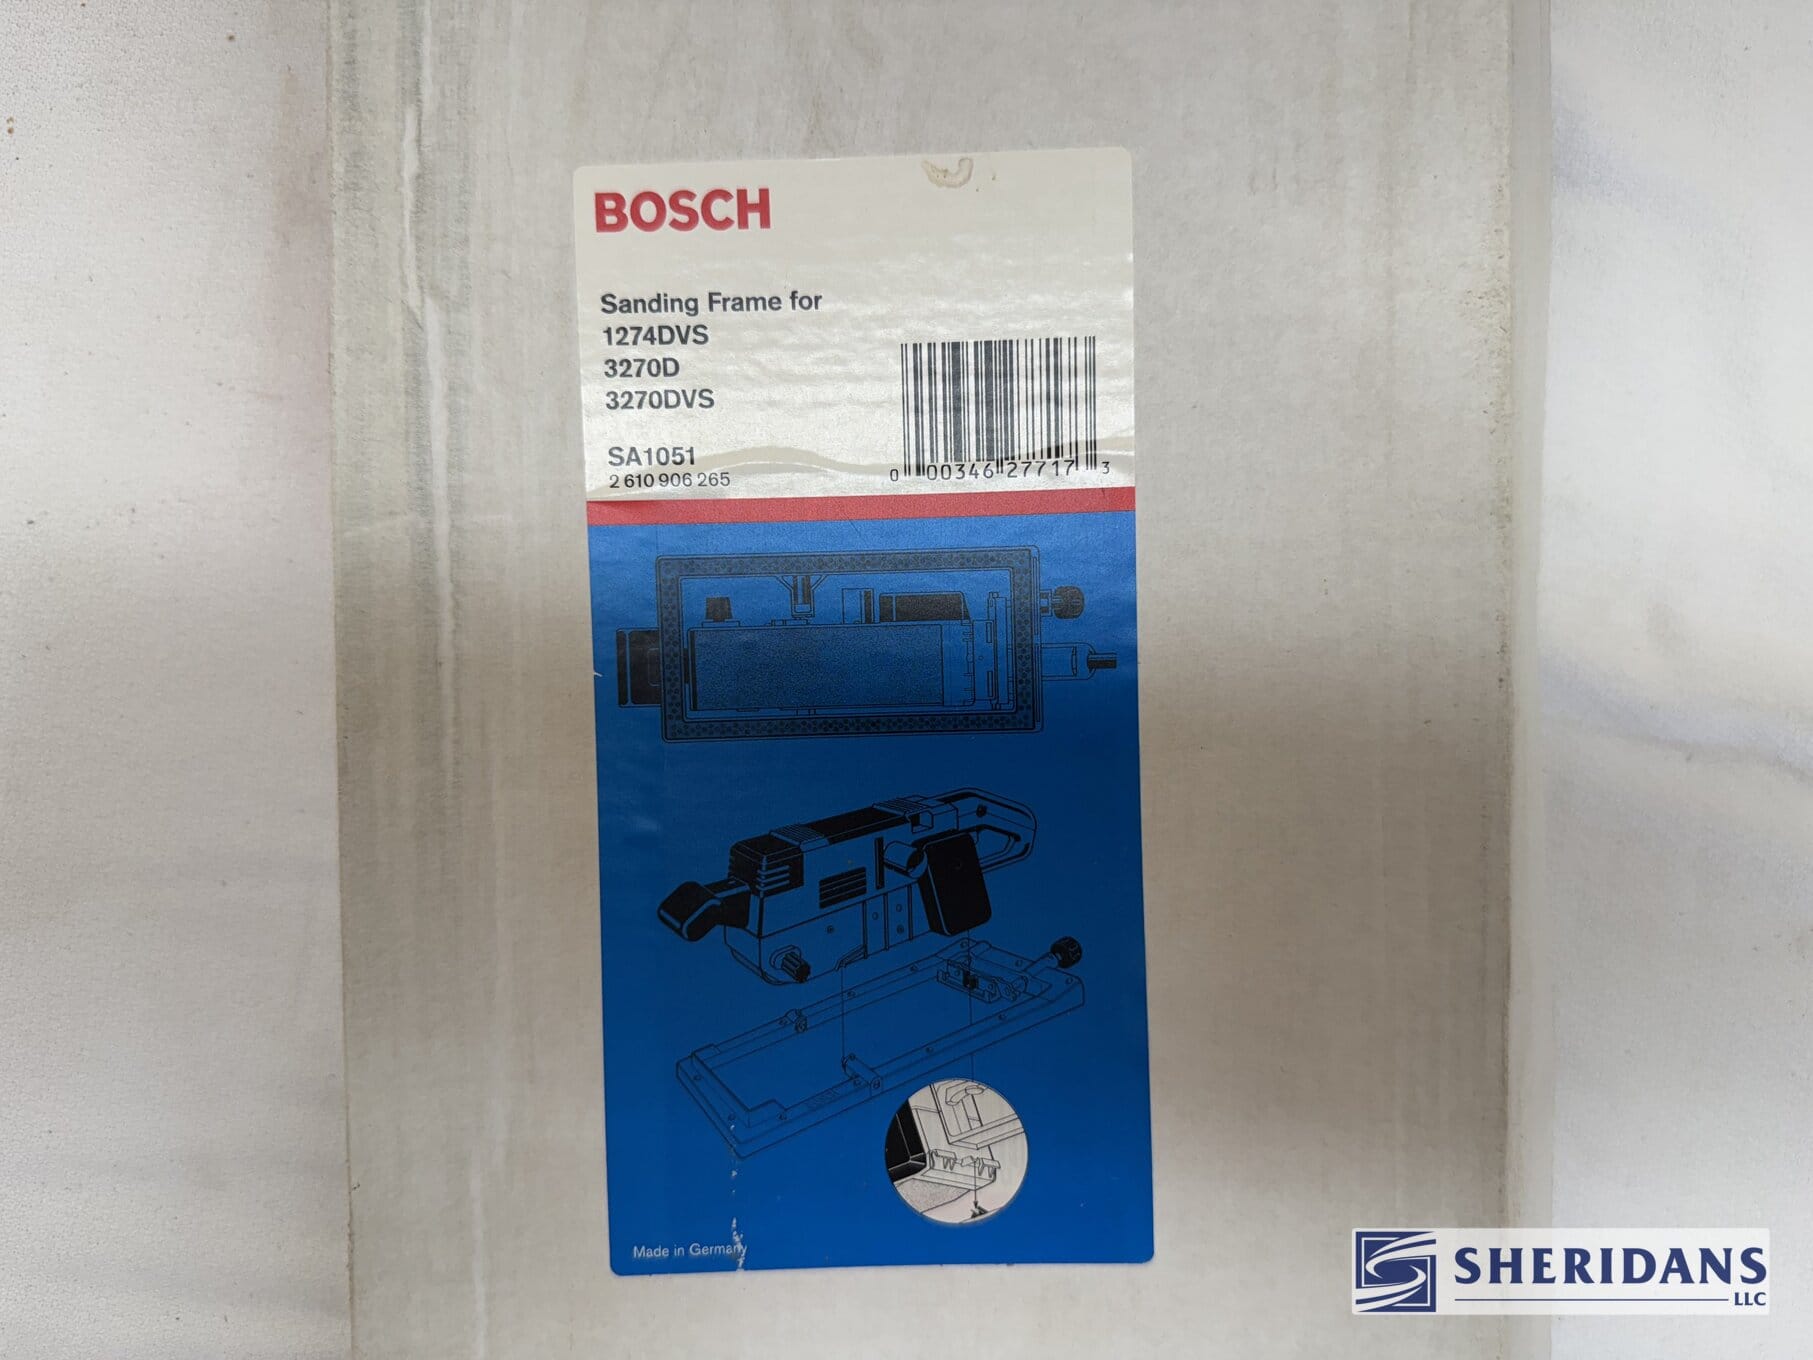 BOSCH
Sanding Frame for
1274DVS
3270D
3270DVS
SA1051
2 610 906 265
0 00346 27717 3
Made in Germany
SHERIDANS
LLC